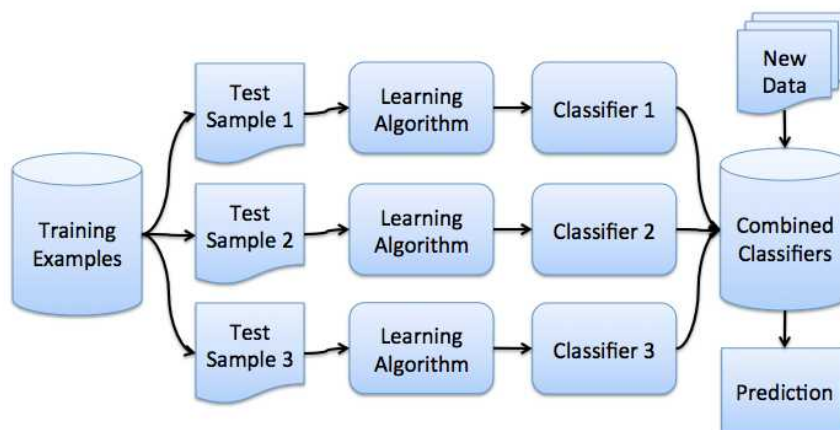 Training
Examples
Test
Sample 1
Learning
Algorithm
Classifier 1
Test
Sample 2
Learning
Algorithm
Classifier 2
Test
Sample 3
Learning
Algorithm
Classifier 3
New
Data
Combined
Classifiers
Prediction